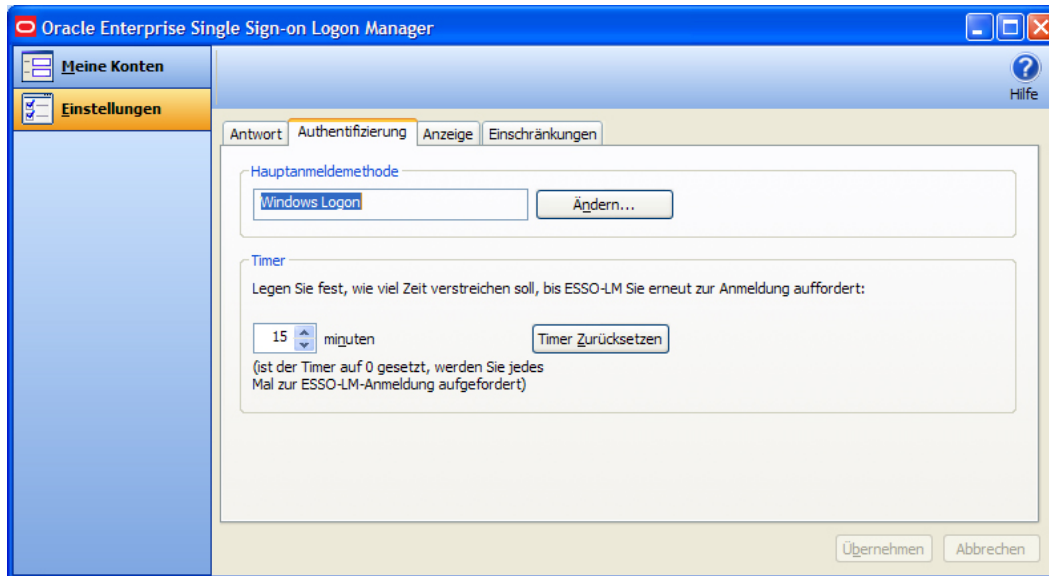 Oracle Enterprise Single Sign-on Logon Manager
Meine Konten
Einstellungen
Hilfe
Antwort Authentifizierung Anzeige Einschränkungen
Hauptanmeldemethode
Windows Logon Ändern...
Timer
Legen Sie fest, wie viel Zeit verstreichen soll, bis ESSO-LM Sie erneut zur Anmeldung auffordert:
15 minuten Timer Zurücksetzen
(ist der Timer auf 0 gesetzt, werden Sie jedes
Mal zur ESSO-LM-Anmeldung aufgefordert)
Übernehmen Abbrechen